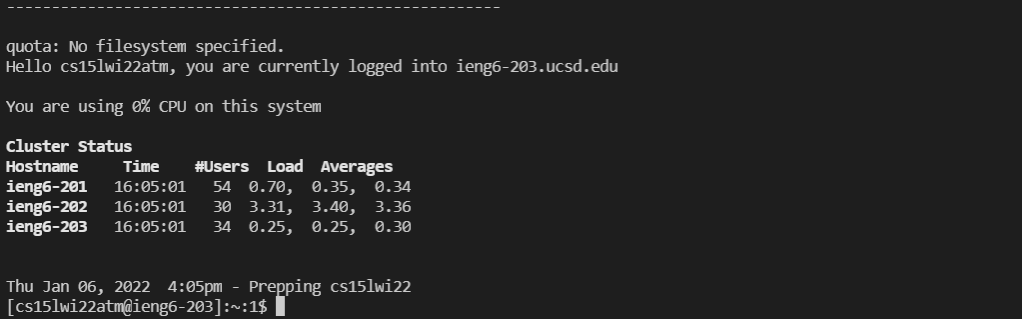 -------------------------------------------------------
quota: No filesystem specified.
Hello cs15lwi22atm, you are currently logged into ieng6-203.ucsd.edu
You are using 0% CPU on this system
Cluster Status
Hostname     Time    #Users  Load  Averages
ieng6-201   16:05:01   54  0.70,  0.35,  0.34
ieng6-202   16:05:01   30  3.31,  3.40,  3.36
ieng6-203   16:05:01   34  0.25,  0.25,  0.30
Thu Jan 06, 2022  4:05pm - Prepping cs15lwi22
[cs15lwi22atm@ieng6-203]:~:1$